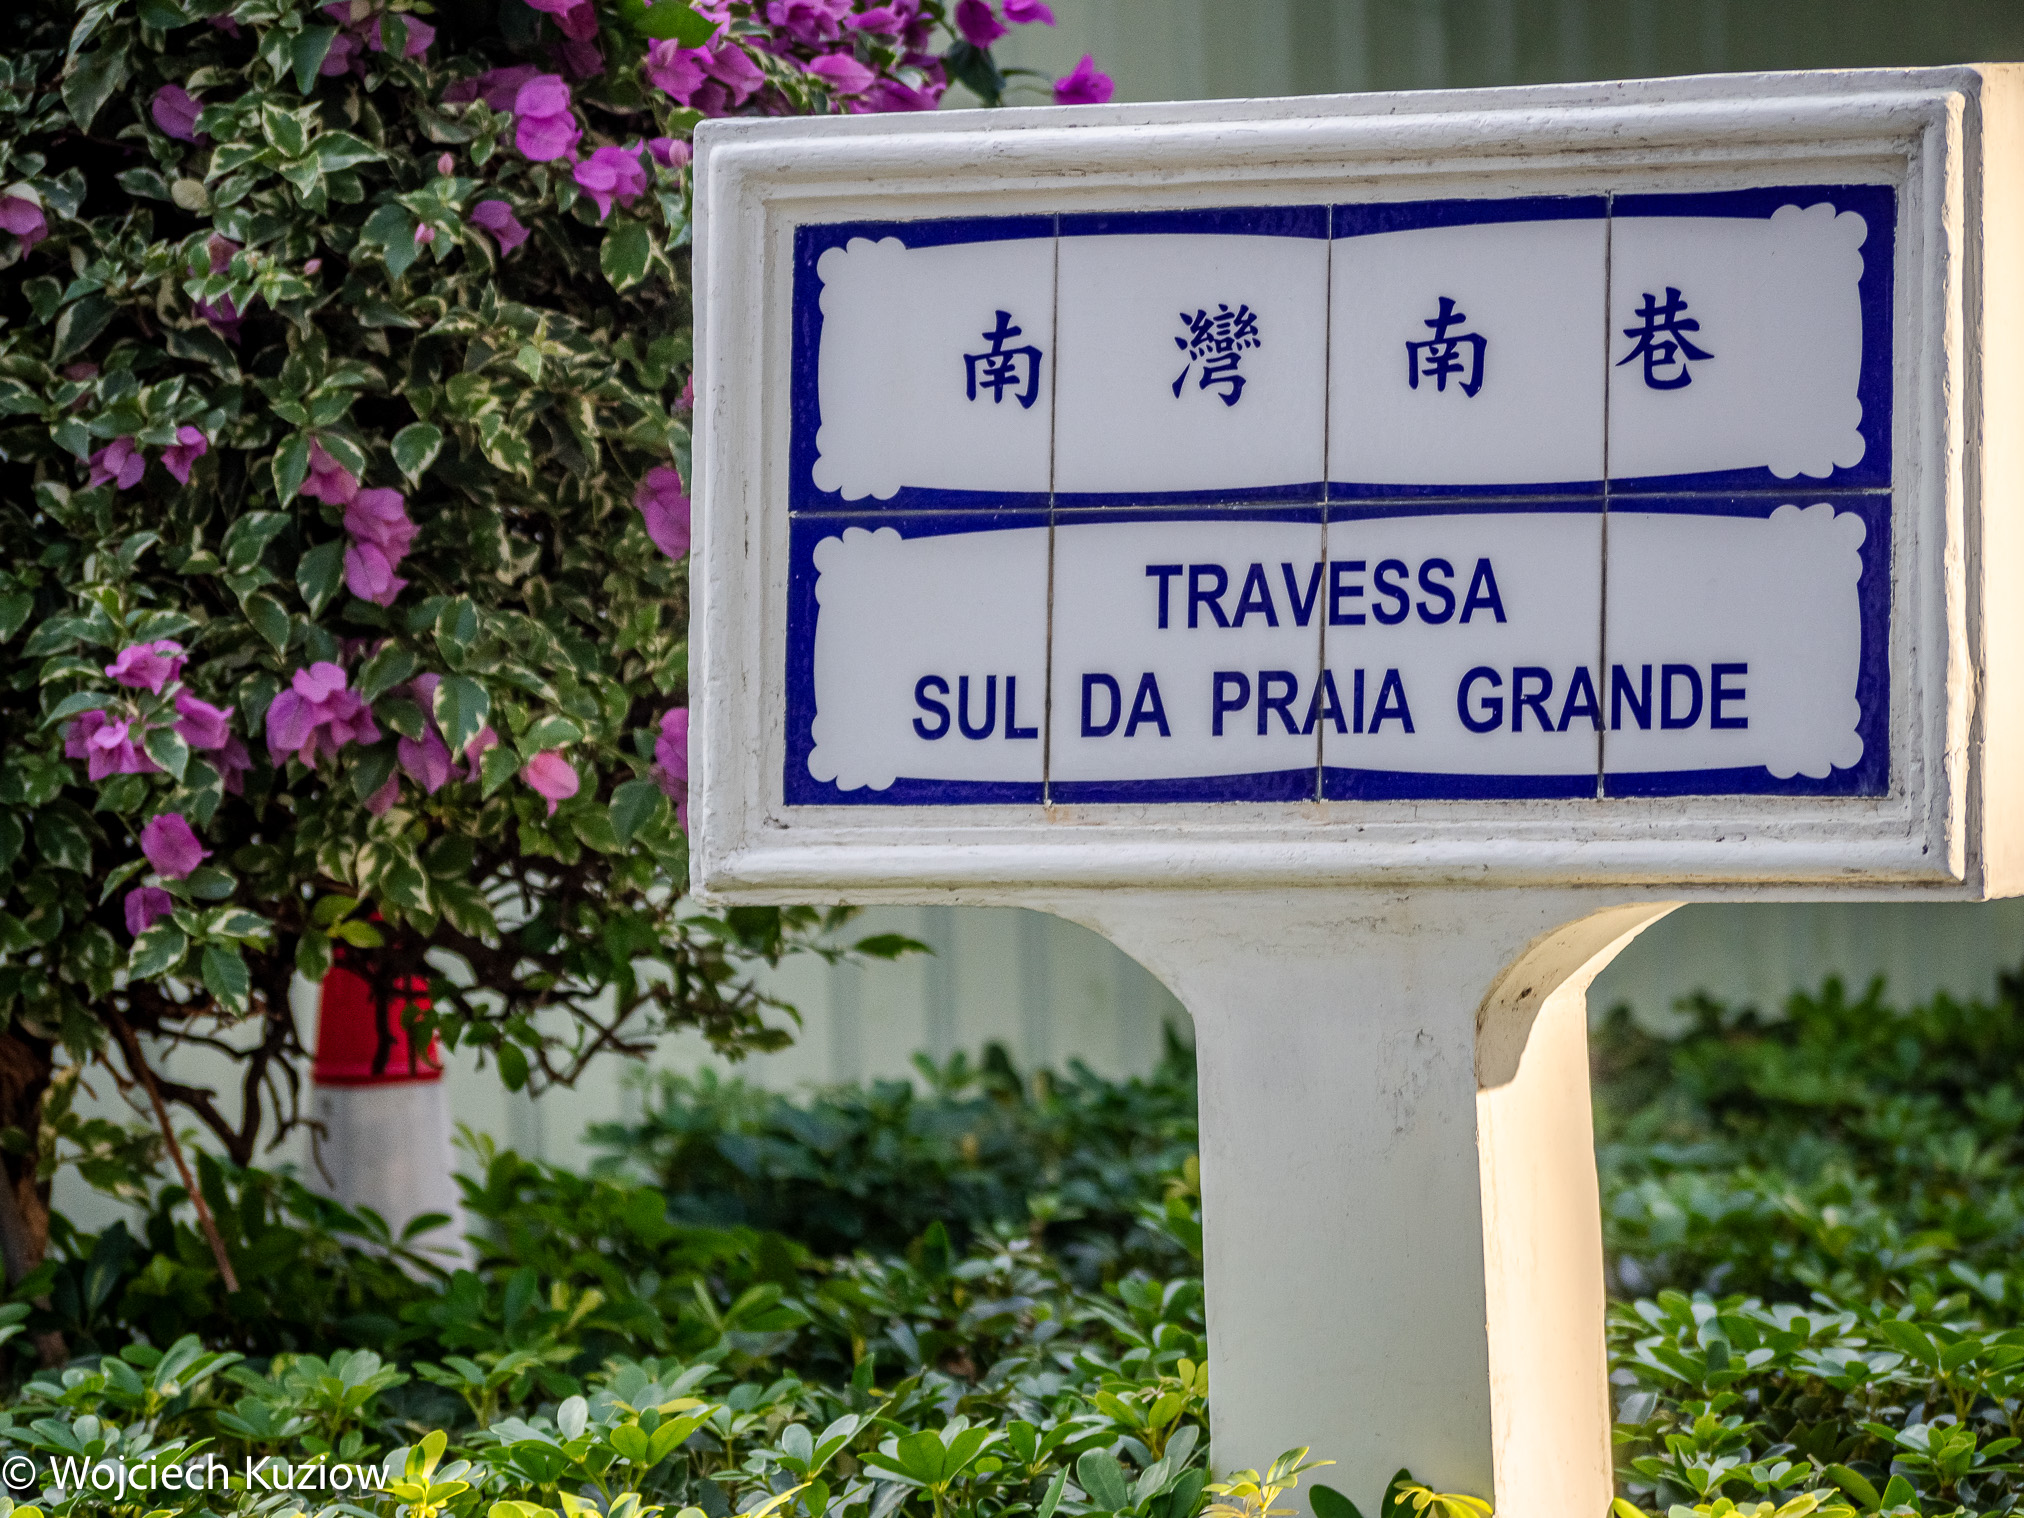 南灣南巷
TRAVESSA
SUL DA PRAIA GRANDE
© Wojciech Kuziow